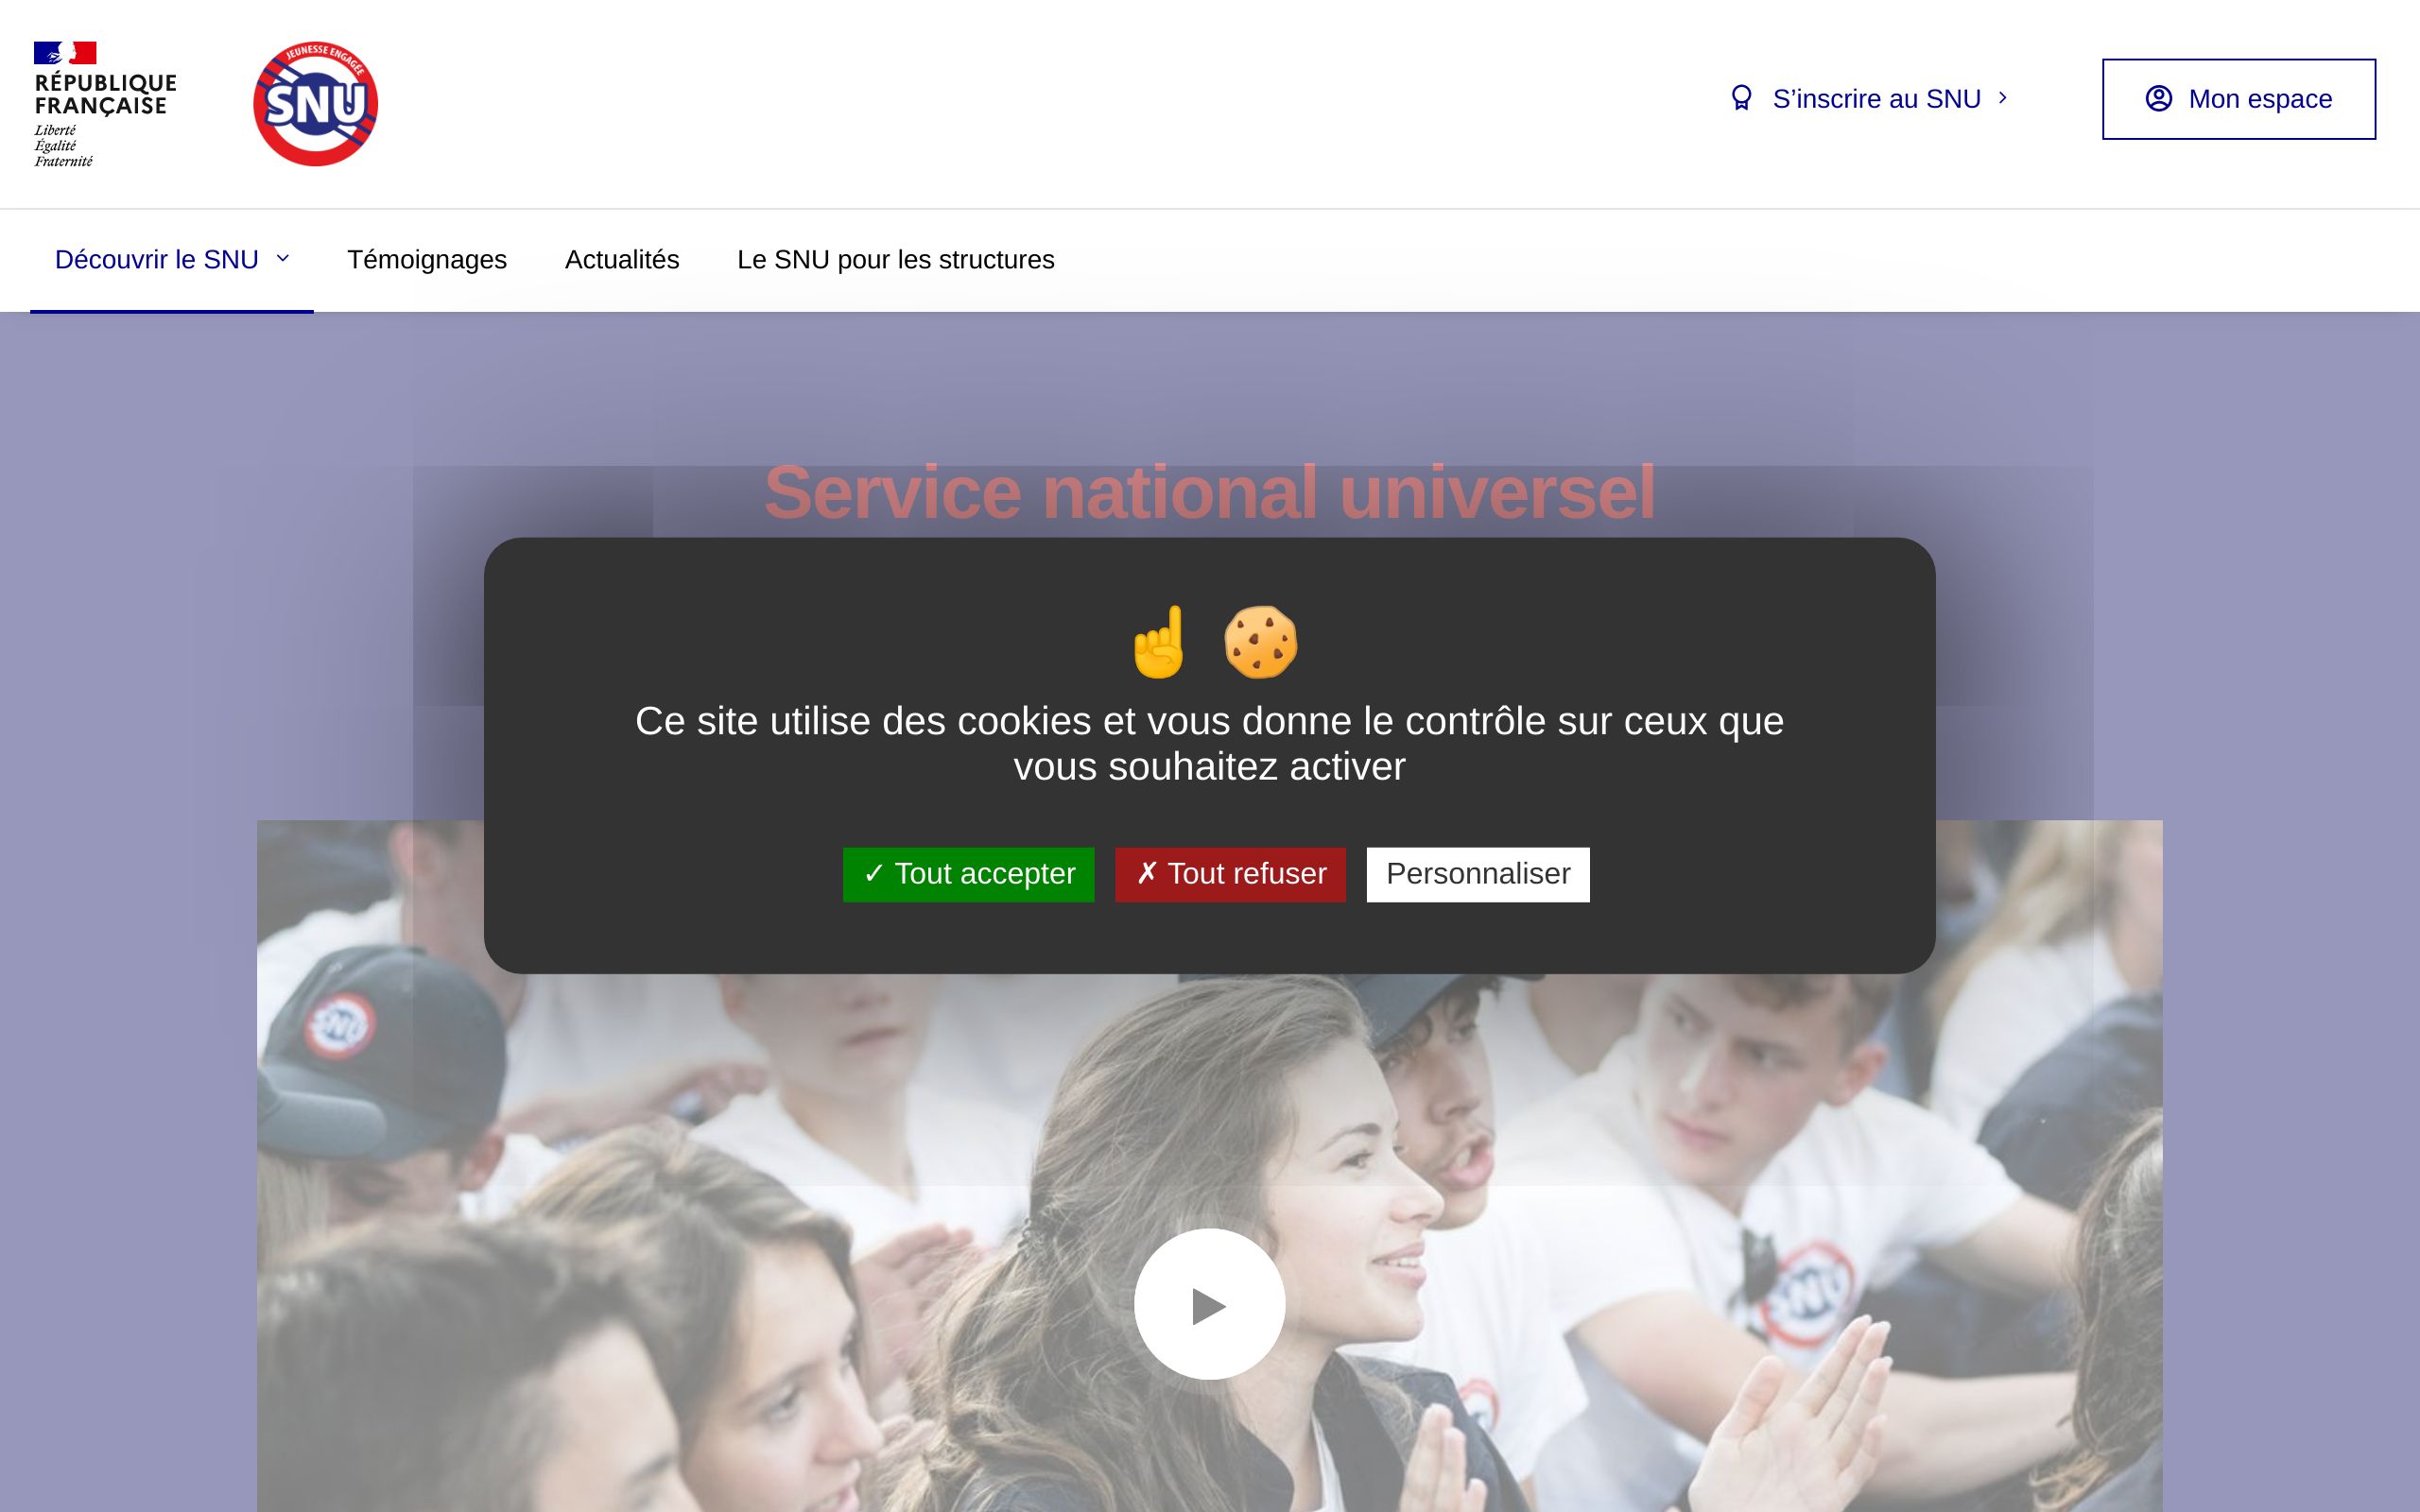 RÉPUBLIQUE
FRANÇAISE
Liberté
Égalité
Fraternité
JEUNESSE ENGAGÉE
SNU
S’inscrire au SNU
Mon espace
Découvrir le SNU
Témoignages
Actualités
Le SNU pour les structures
Service national universel
☝️ 🍪
Ce site utilise des cookies et vous donne le contrôle sur ceux que
vous souhaitez activer
✓ Tout accepter
✗ Tout refuser
Personnaliser
SNU
SNU